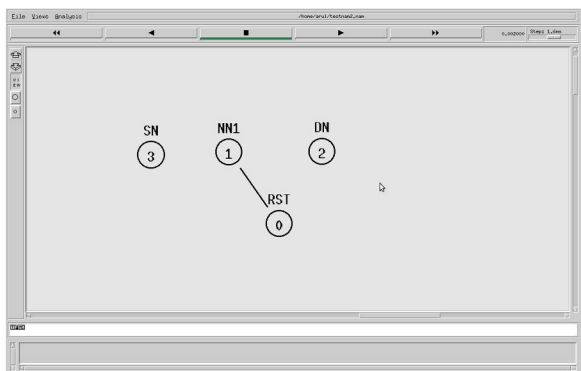 File Views Analysis
/home/arul/testnam2.nam
0.002000 Step: 1.6ms
SN NN1 DN
3 1 2
RST
0